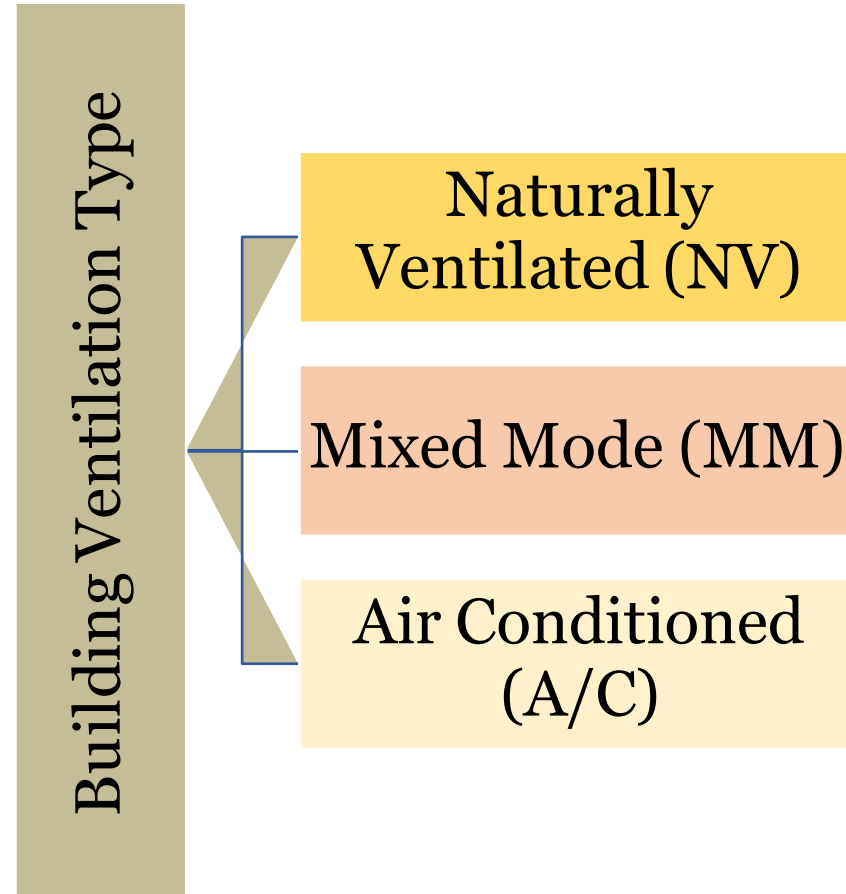 Building Ventilation Type
Naturally
Ventilated (NV)
Mixed Mode (MM)
Air Conditioned
(A/C)